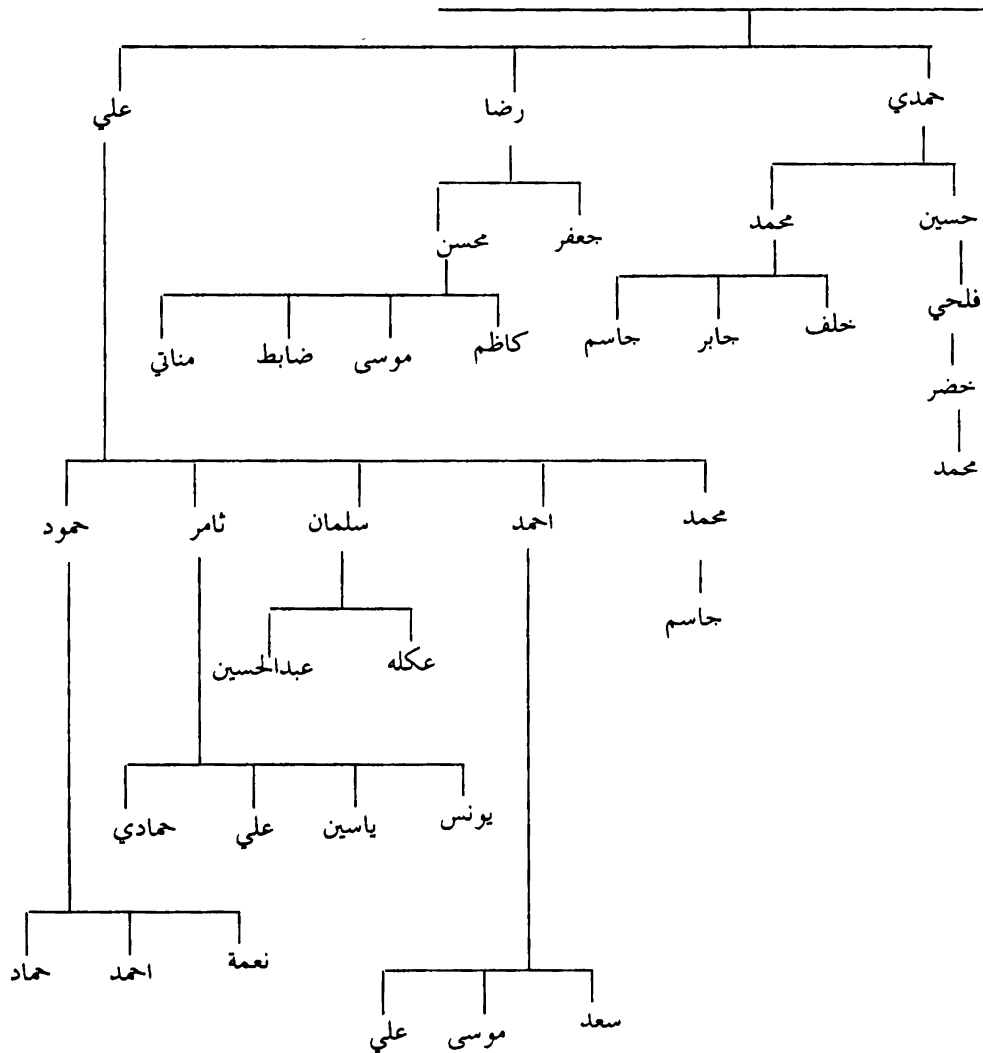 حمدي رضا علي
حسين محمد جعفر محسن
فلحي
خلف جابر جاسم كاظم موسى ضابط مناتي
خضر
محمد
محمد احمد سلمان ثامر حمود
جاسم
عكله عبدالحسين
يونس ياسين علي حمادي
نعمة احمد حماد
سعد موسى علي